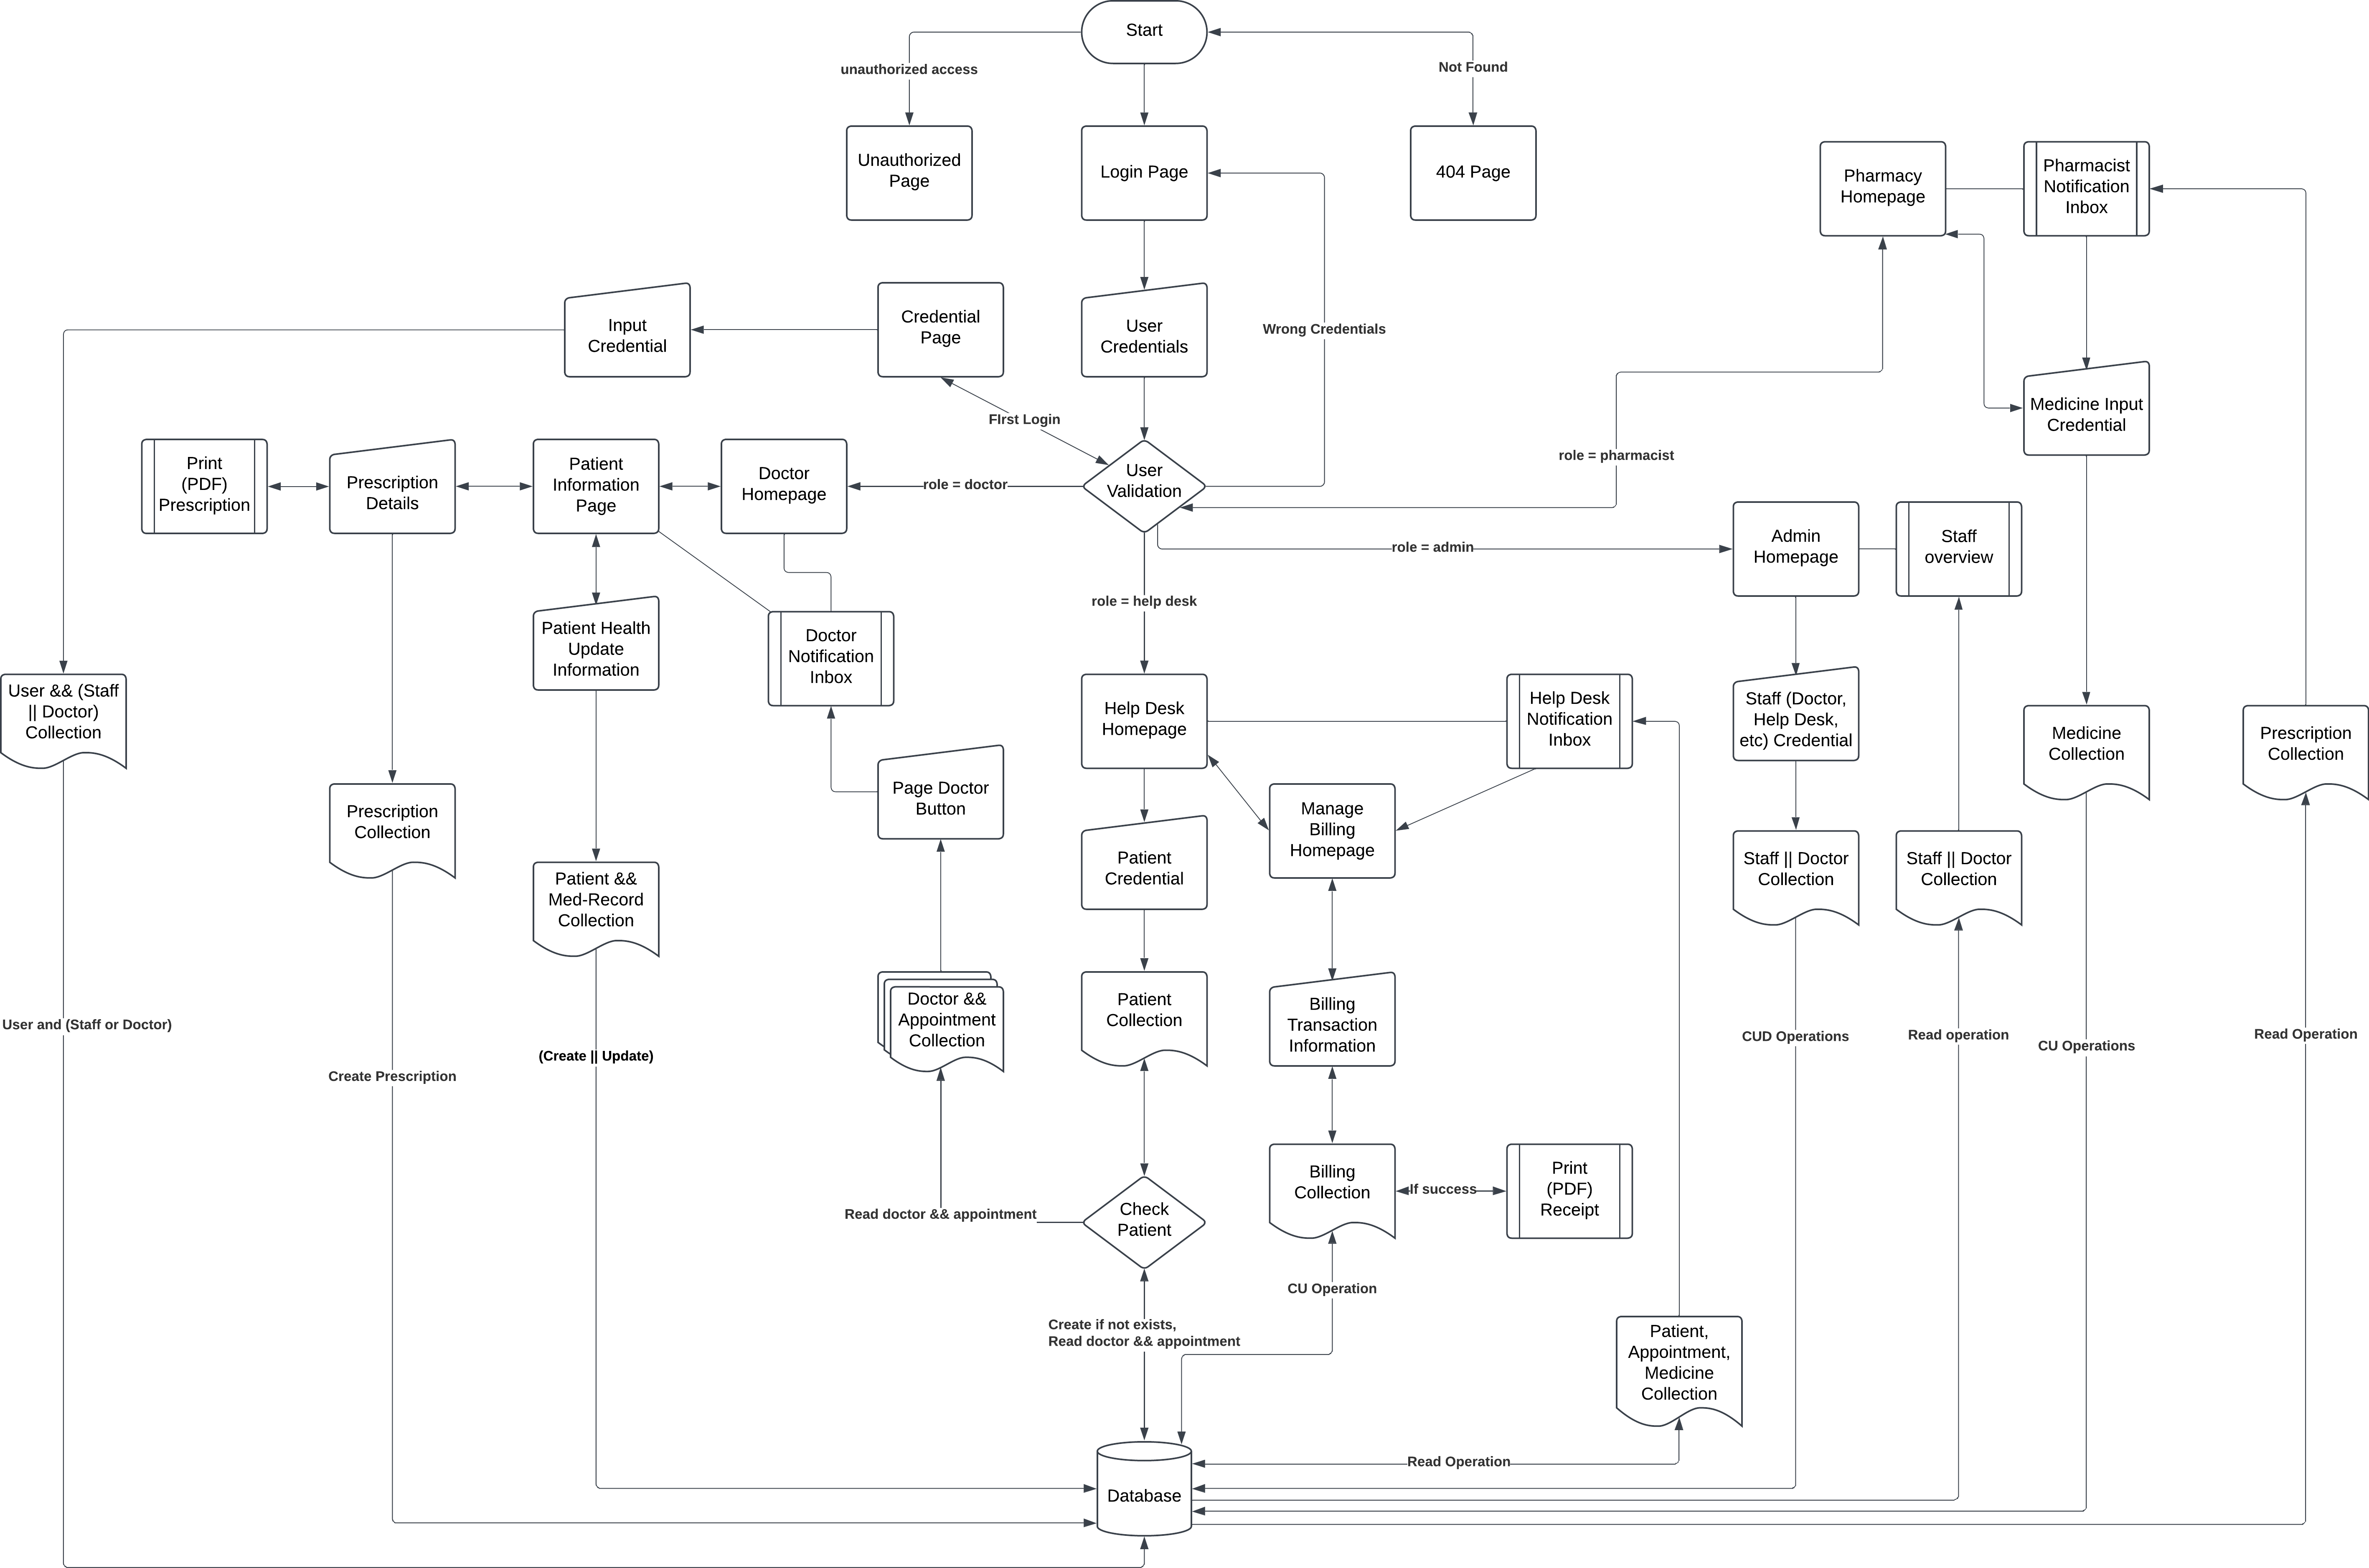 Start
unauthorized access
Not Found
Unauthorized
Page
Login Page
404 Page
Pharmacy
Homepage
Pharmacist
Notification
Inbox
Input
Credential
Credential
Page
User
Credentials
Wrong Credentials
Medicine Input
Credential
FIrst Login
role = pharmacist
Print
(PDF)
Prescription
Prescription
Details
Patient
Information
Page
Doctor
Homepage
role = doctor
User
Validation
role = admin
Admin
Homepage
Staff
overview
role = help desk
Patient Health
Update
Information
Doctor
Notification
Inbox
User && (Staff
|| Doctor)
Collection
Help Desk
Homepage
Help Desk
Notification
Inbox
Staff (Doctor,
Help Desk,
etc) Credential
Medicine
Collection
Prescription
Collection
Page Doctor
Button
Prescription
Collection
Manage
Billing
Homepage
Patient
Credential
Staff || Doctor
Collection
Staff || Doctor
Collection
Patient &&
Med-Record
Collection
Doctor &&
Appointment
Collection
Patient
Collection
Billing
Transaction
Information
User and (Staff or Doctor)
(Create || Update)
Create Prescription
CUD Operations
Read operation
CU Operations
Read Operation
Read doctor && appointment
Check
Patient
Billing
Collection
If success
Print
(PDF)
Receipt
CU Operation
Create if not exists,
Read doctor && appointment
Patient,
Appointment,
Medicine
Collection
Read Operation
Database